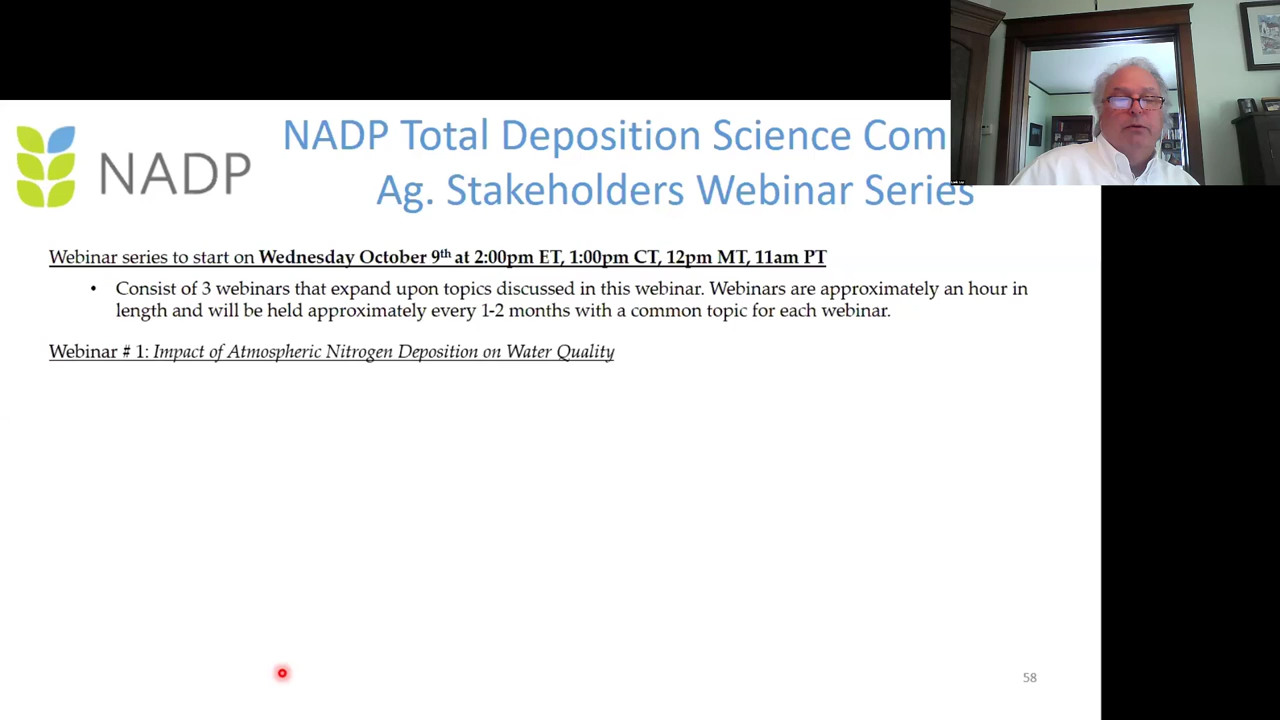 NADP
NADP Total Deposition Science Com
Ag. Stakeholders Webinar Series
Webinar series to start on Wednesday October 9th at 2:00pm ET, 1:00pm CT, 12pm MT, 11am PT
• Consist of 3 webinars that expand upon topics discussed in this webinar. Webinars are approximately an hour in
length and will be held approximately every 1-2 months with a common topic for each webinar.
Webinar # 1: Impact of Atmospheric Nitrogen Deposition on Water Quality
58